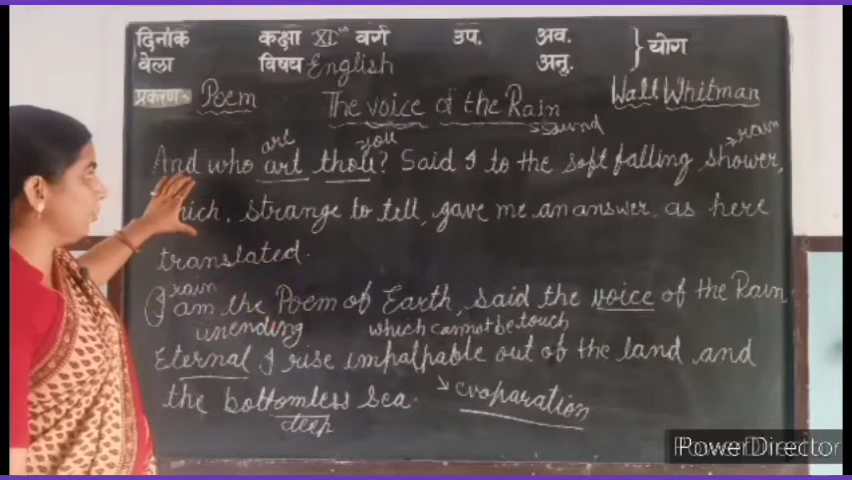 दिनांक कक्षा XI th वर्ग उप. अव. योग
वेला विषय English अनु.
प्रकरण Poem The voice of the Rain Walt Whitman
art you sound rain
And who art thou? Said I to the soft falling shower,
which, strange to tell, gave me an answer, as here
translated.
rain
I am the Poem of Earth, said the voice of the Rain
unending which cannot be touch
Eternal I rise impalpable out of the land and
the bottomless sea. evaporation
deep
PowerDirector